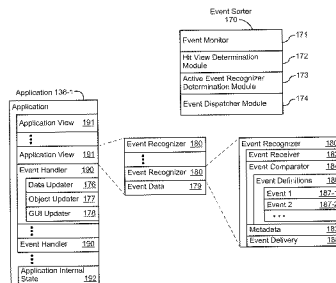 Event Sorter
170
Event Monitor 171
Hit View Determination
Module 172
Active Event Recognizer
Determination Module 173
Event Dispatcher Module 174
Application 136-1
Application
Application View 191
Application View 191
Event Handler 190
Data Updater 176
Object Updater 177
GUI Updater 178
Event Handler 190
Application Internal
State 192
Event Recognizer 180
Event Recognizer 180
Event Data 179
Event Recognizer 180
Event Receiver
Event Comparator
Event Definitions
Event 1
Event 2
Metadata
Event Delivery